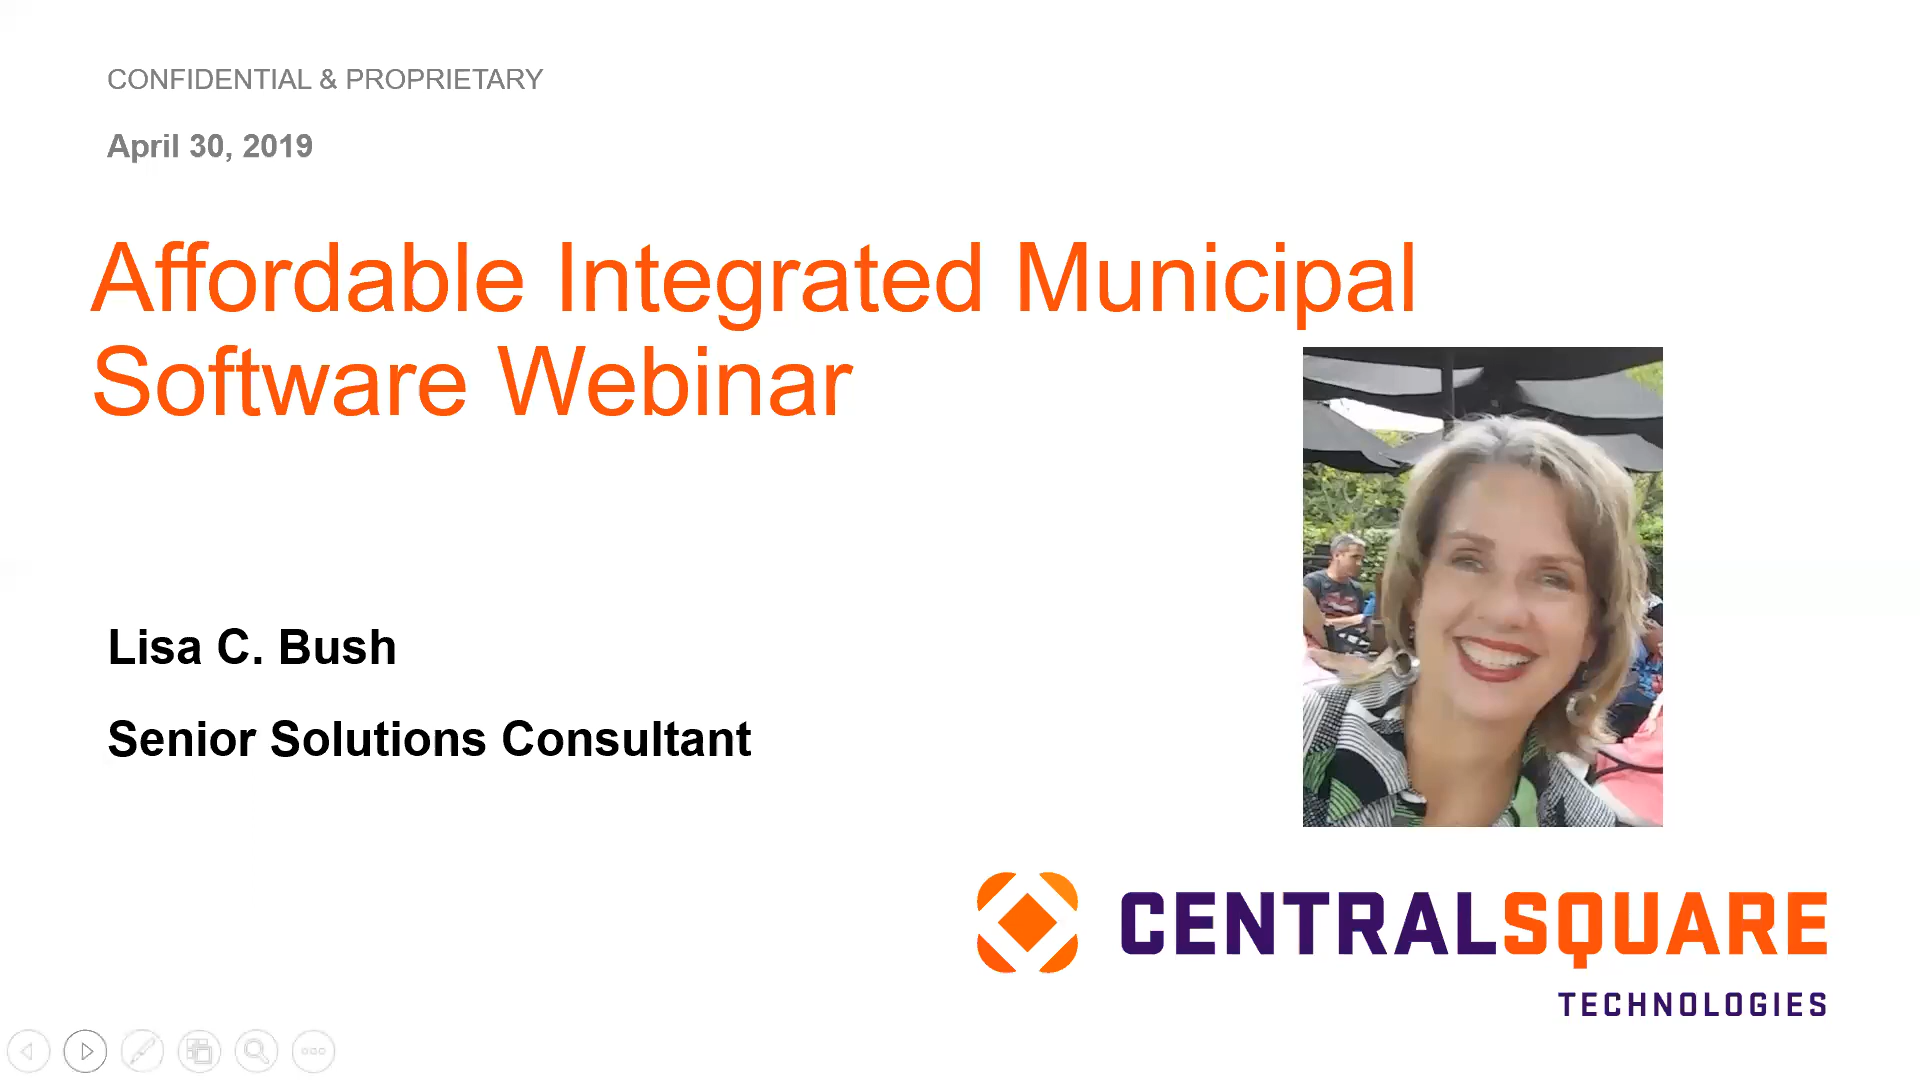 CONFIDENTIAL & PROPRIETARY
April 30, 2019
Affordable Integrated Municipal
Software Webinar
Lisa C. Bush
Senior Solutions Consultant
CENTRALSQUARE
TECHNOLOGIES